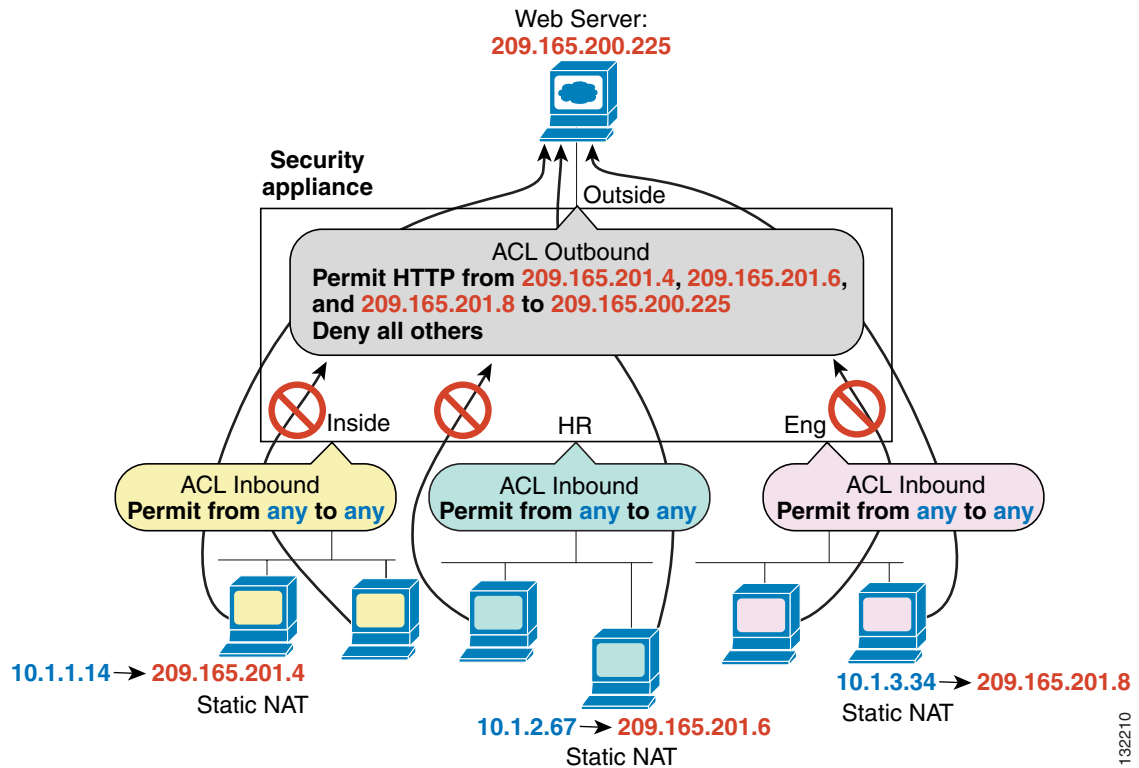 Web Server:
209.165.200.225
Security
appliance
Outside
ACL Outbound
Permit HTTP from 209.165.201.4, 209.165.201.6,
and 209.165.201.8 to 209.165.200.225
Deny all others
Inside
HR
Eng
ACL Inbound
Permit from any to any
ACL Inbound
Permit from any to any
ACL Inbound
Permit from any to any
10.1.1.14 209.165.201.4
Static NAT
10.1.2.67 209.165.201.6
Static NAT
10.1.3.34 209.165.201.8
Static NAT
132210